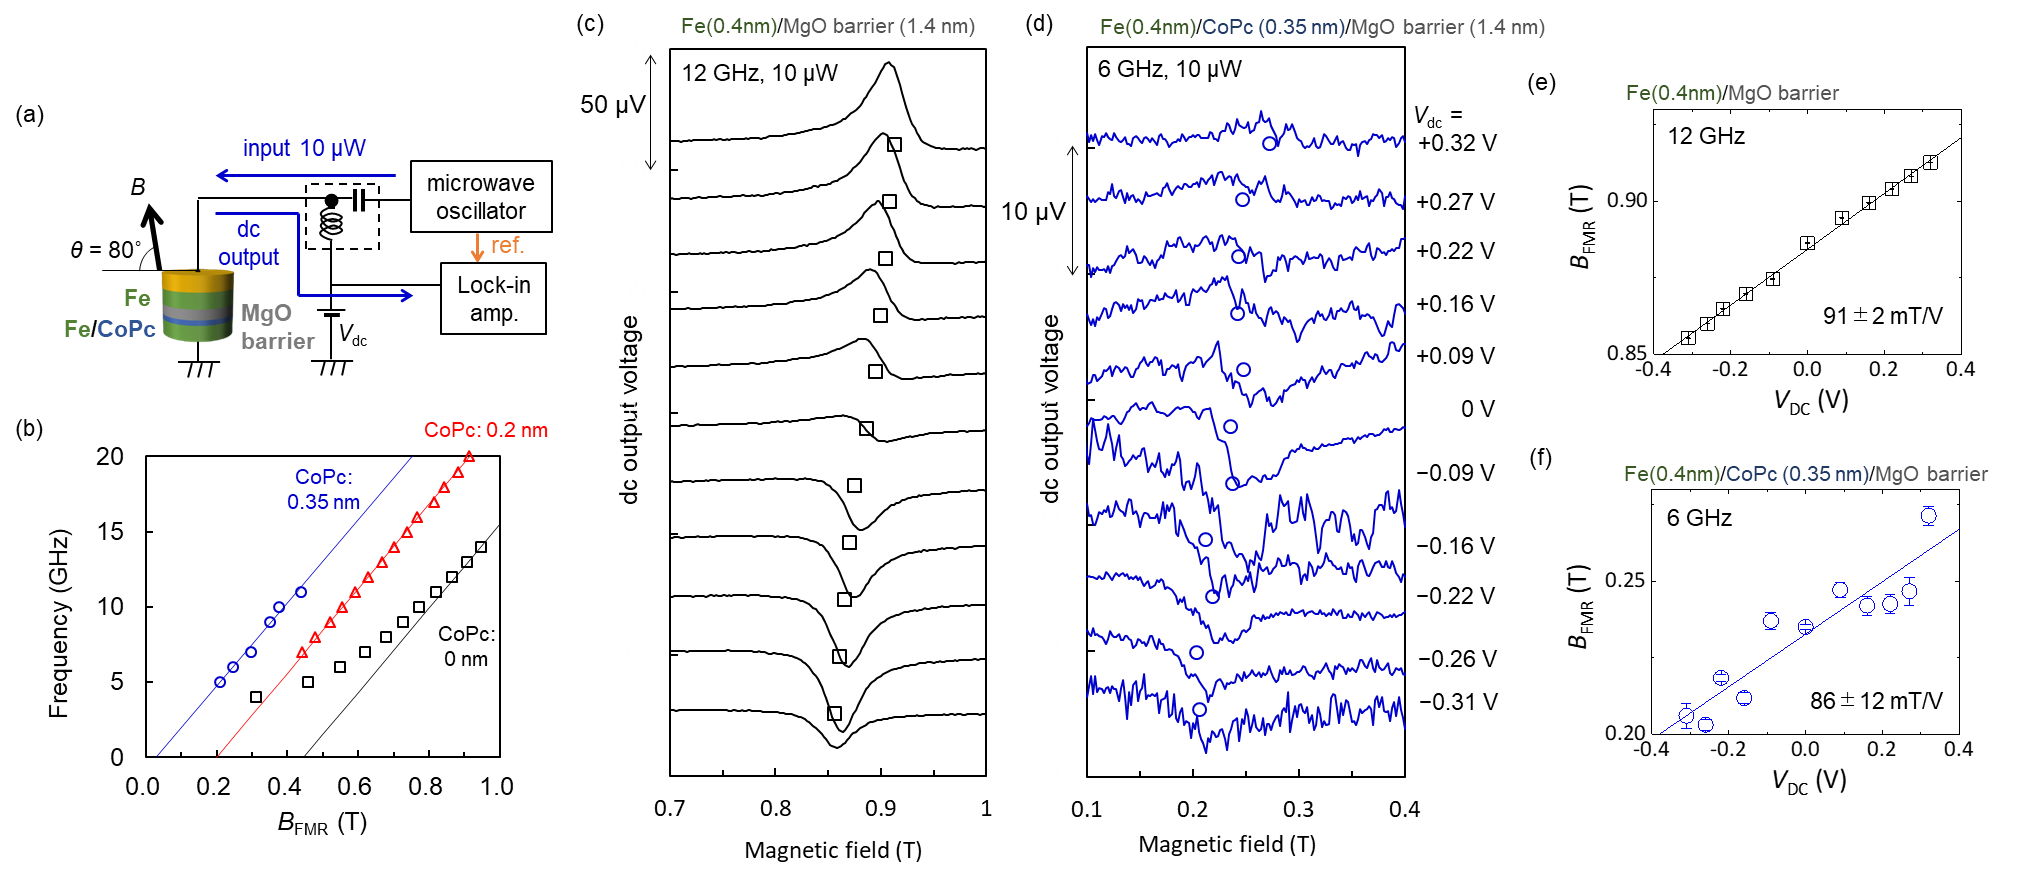 (a)
input 10 μW
B
θ = 80°
dc
output
microwave
oscillator
ref.
Lock-in
amp.
Fe
Fe/CoPc
MgO
barrier
Vdc
(b)
CoPc: 0.2 nm
CoPc:
0.35 nm
CoPc:
0 nm
Frequency (GHz)
20
15
10
5
0
0.0 0.2 0.4 0.6 0.8 1.0
BFMR (T)
(c)
Fe(0.4nm)/MgO barrier (1.4 nm)
12 GHz, 10 μW
50 μV
dc output voltage
0.7 0.8 0.9 1
Magnetic field (T)
(d)
Fe(0.4nm)/CoPc (0.35 nm)/MgO barrier (1.4 nm)
6 GHz, 10 μW
10 μV
dc output voltage
Vdc =
+0.32 V
+0.27 V
+0.22 V
+0.16 V
+0.09 V
0 V
−0.09 V
−0.16 V
−0.22 V
−0.26 V
−0.31 V
0.1 0.2 0.3 0.4
Magnetic field (T)
(e)
Fe(0.4nm)/MgO barrier
12 GHz
BFMR (T)
0.90
0.85
91 ± 2 mT/V
-0.4 -0.2 0.0 0.2 0.4
VDC (V)
(f)
Fe(0.4nm)/CoPc (0.35 nm)/MgO barrier
6 GHz
BFMR (T)
0.25
0.20
86 ± 12 mT/V
-0.4 -0.2 0.0 0.2 0.4
VDC (V)